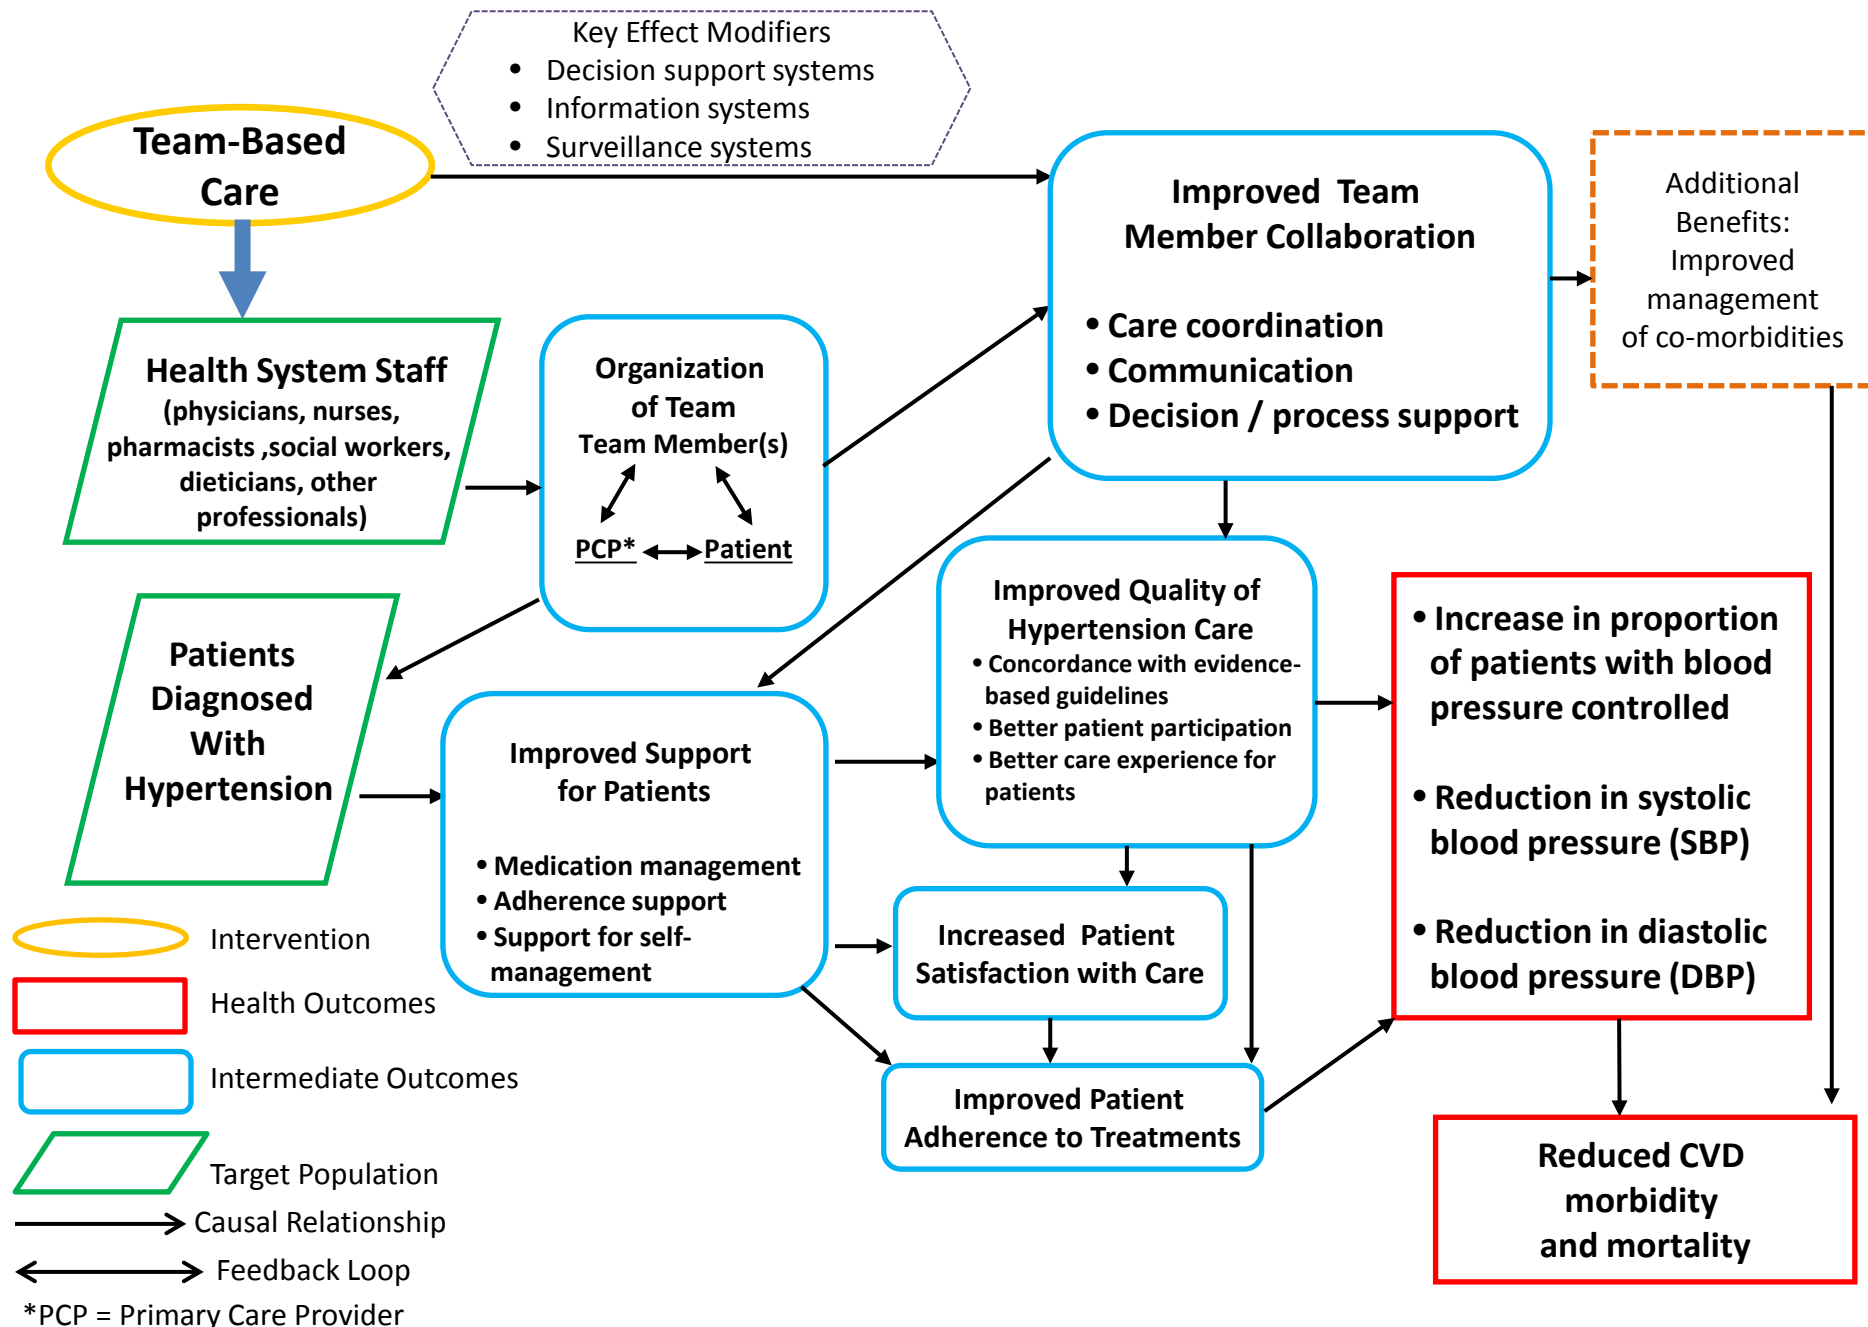 Key Effect Modifiers
• Decision support systems
• Information systems
• Surveillance systems
Team-Based
Care
Improved Team
Member Collaboration
• Care coordination
• Communication
• Decision / process support
Additional
Benefits:
Improved
management
of co-morbidities
Health System Staff
(physicians, nurses,
pharmacists ,social workers,
dieticians, other
professionals)
Organization
of Team
Team Member(s)
PCP*
Patient
Patients
Diagnosed
With
Hypertension
Improved Support
for Patients
• Medication management
• Adherence support
• Support for self-
management
Improved Quality of
Hypertension Care
• Concordance with evidence-
based guidelines
• Better patient participation
• Better care experience for
patients
Increased Patient
Satisfaction with Care
Improved Patient
Adherence to Treatments
• Increase in proportion
of patients with blood
pressure controlled
• Reduction in systolic
blood pressure (SBP)
• Reduction in diastolic
blood pressure (DBP)
Reduced CVD
morbidity
and mortality
Intervention
Health Outcomes
Intermediate Outcomes
Target Population
Causal Relationship
Feedback Loop
*PCP = Primary Care Provider